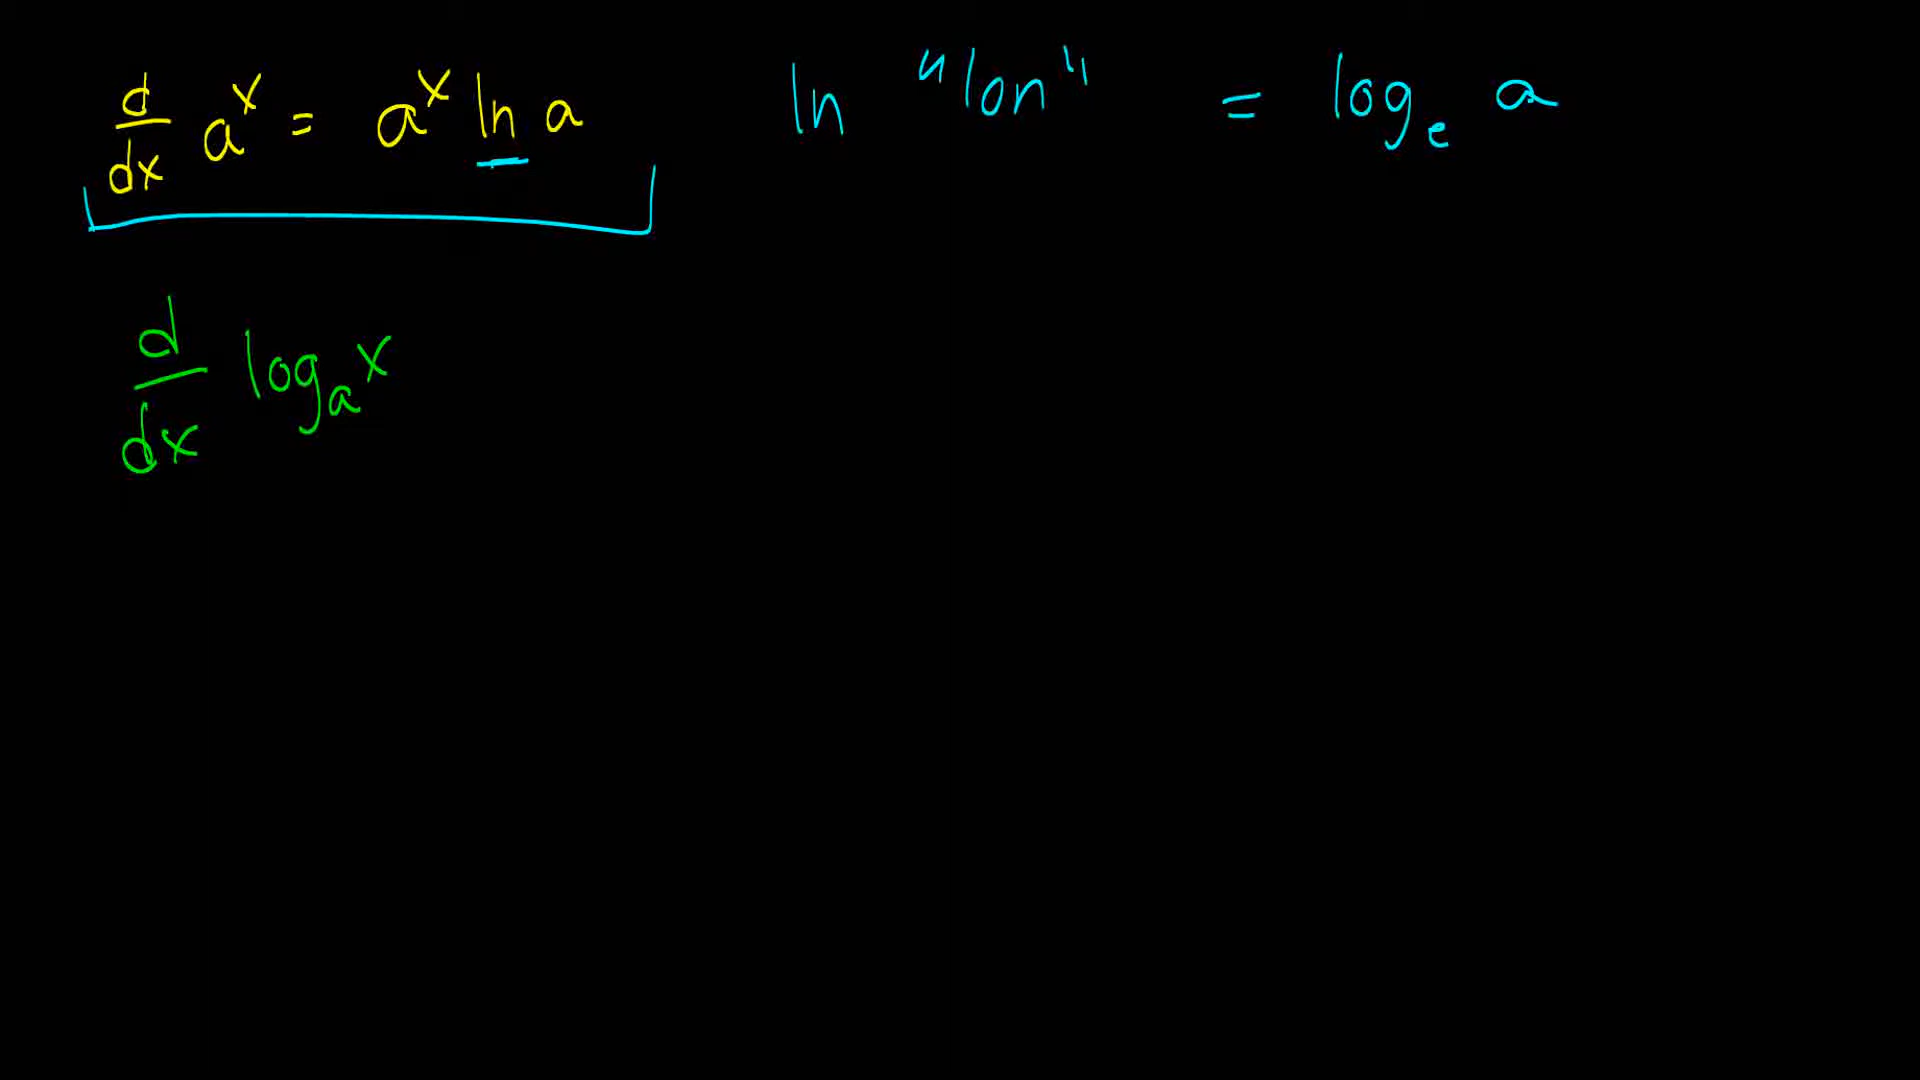 d/dx a^x = a^x ln a    ln "lon" = log_e a
d/dx log_a x